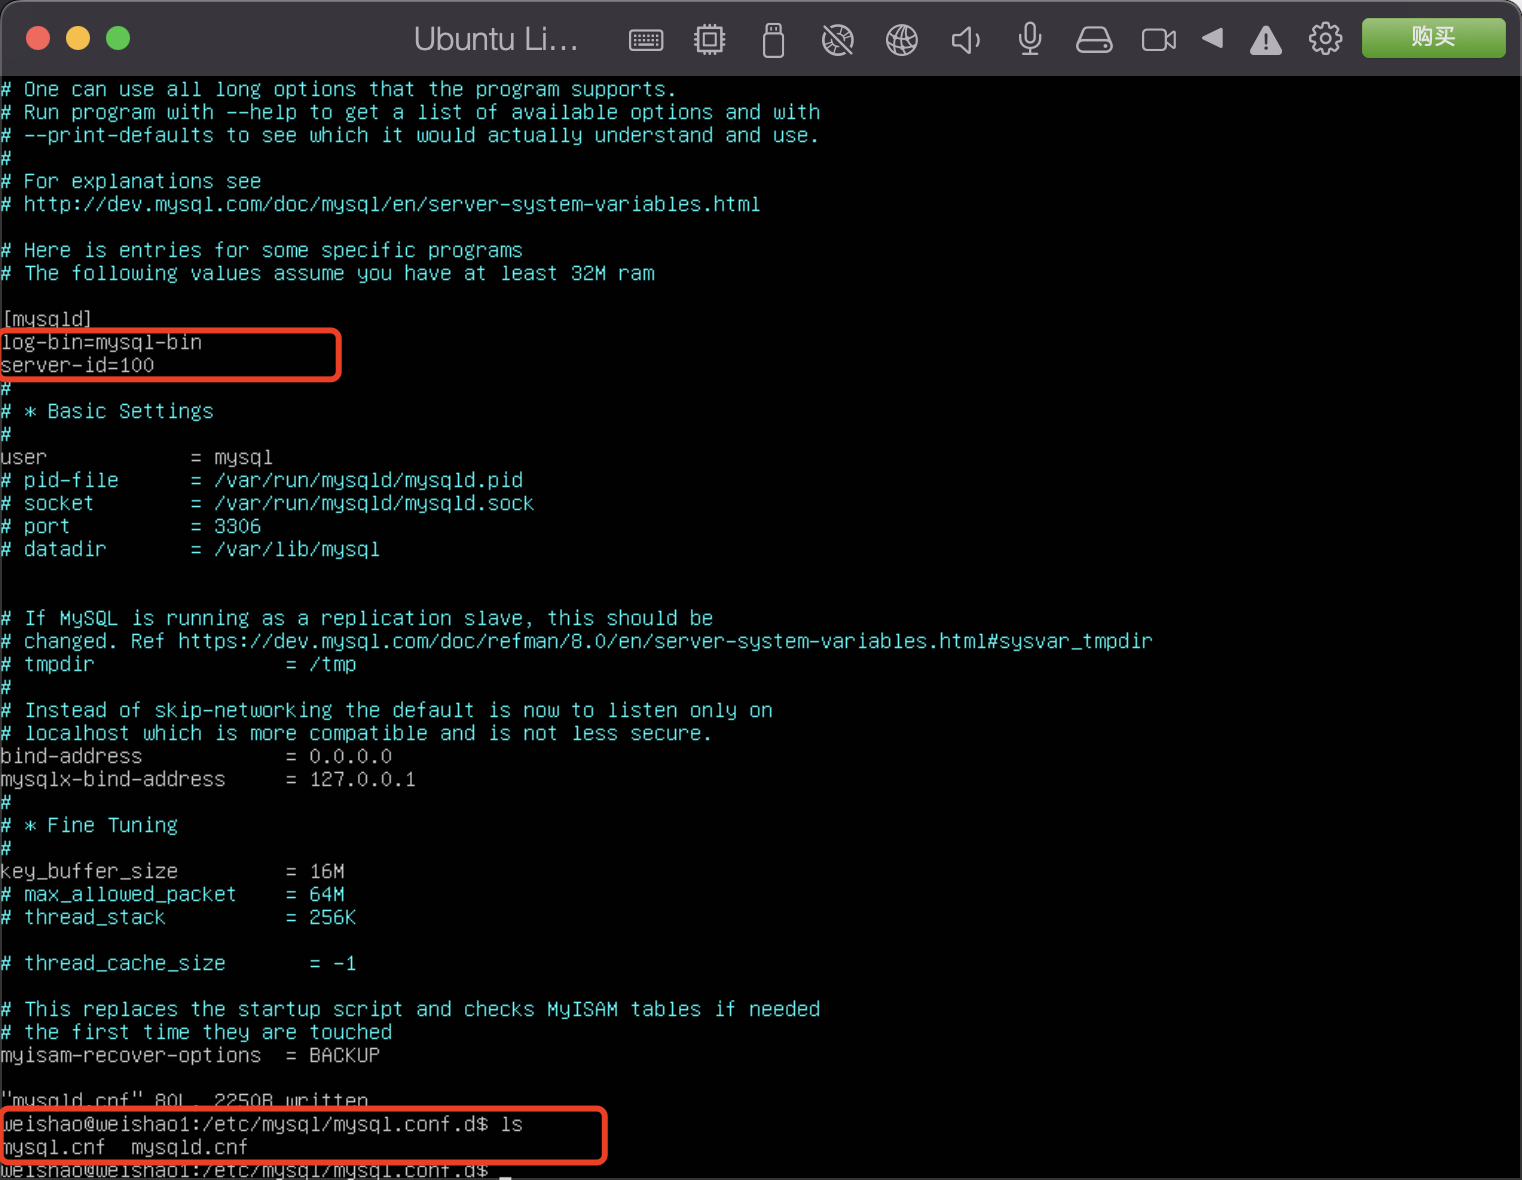 Ubuntu Li... 购买
# One can use all long options that the program supports.
# Run program with --help to get a list of available options and with
# --print-defaults to see which it would actually understand and use.
#
# For explanations see
# http://dev.mysql.com/doc/mysql/en/server-system-variables.html
# Here is entries for some specific programs
# The following values assume you have at least 32M ram
[mysqld]
log-bin=mysql-bin
server-id=100
#
# * Basic Settings
#
user = mysql
# pid-file = /var/run/mysqld/mysqld.pid
# socket = /var/run/mysqld/mysqld.sock
# port = 3306
# datadir = /var/lib/mysql
# If MySQL is running as a replication slave, this should be
# changed. Ref https://dev.mysql.com/doc/refman/8.0/en/server-system-variables.html#sysvar_tmpdir
# tmpdir = /tmp
#
# Instead of skip-networking the default is now to listen only on
# localhost which is more compatible and is not less secure.
bind-address = 0.0.0.0
mysqlx-bind-address = 127.0.0.1
#
# * Fine Tuning
#
key_buffer_size = 16M
# max_allowed_packet = 64M
# thread_stack = 256K
# thread_cache_size = -1
# This replaces the startup script and checks MyISAM tables if needed
# the first time they are touched
myisam-recover-options = BACKUP
"mysqld.cnf" 80L, 2250B written
weishao@weishao1:/etc/mysql/mysql.conf.d$ ls
mysql.cnf mysqld.cnf
weishao@weishao1:/etc/mysql/mysql.conf.d$ _